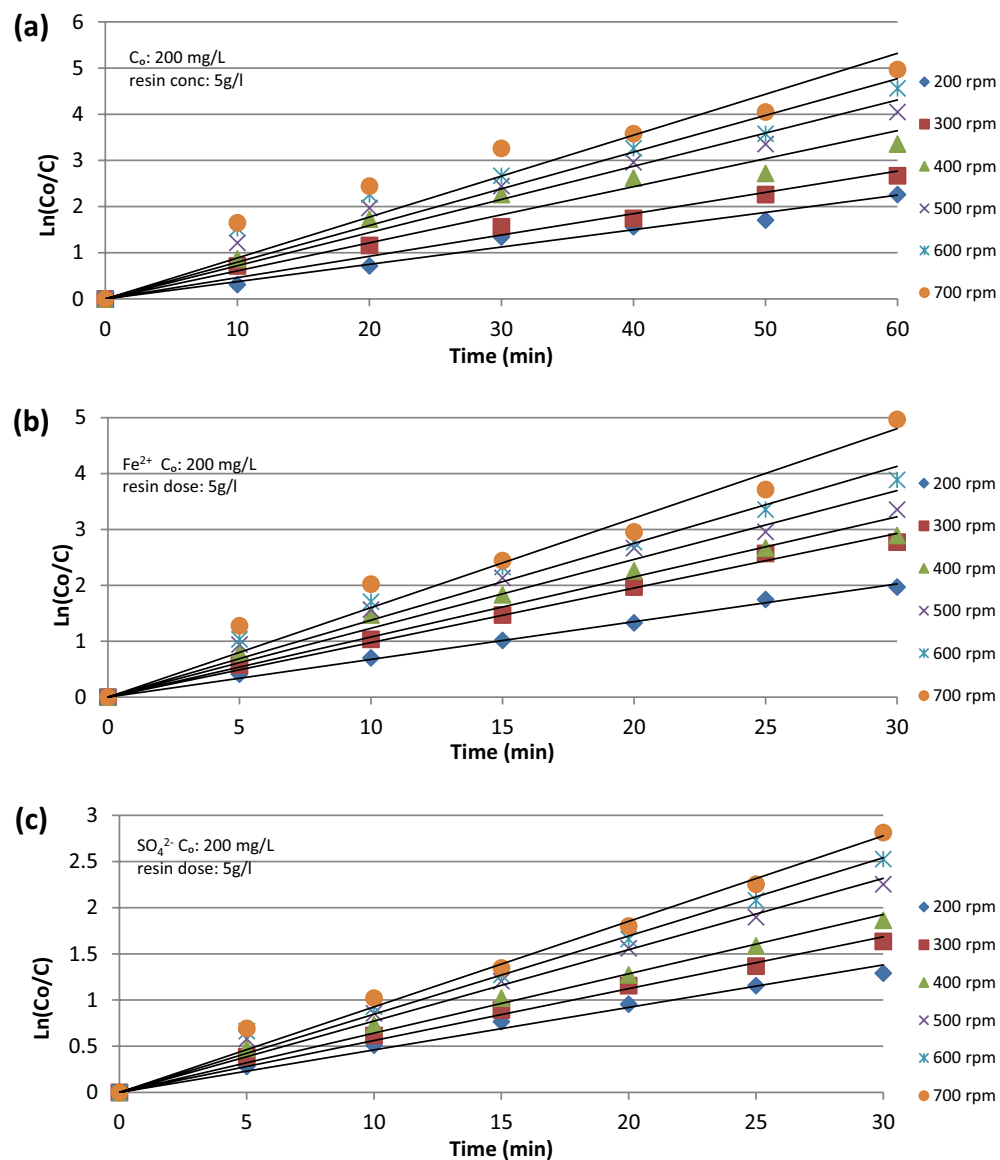 (a)
Cₒ: 200 mg/L
resin conc: 5g/l
Ln(Co/C)
6
5
4
3
2
1
0
0 10 20 30 40 50 60
Time (min)
200 rpm
300 rpm
400 rpm
500 rpm
600 rpm
700 rpm
(b)
Fe²⁺ Cₒ: 200 mg/L
resin dose: 5g/l
Ln(Co/C)
5
4
3
2
1
0
0 5 10 15 20 25 30
Time (min)
200 rpm
300 rpm
400 rpm
500 rpm
600 rpm
700 rpm
(c)
SO₄²⁻ Cₒ: 200 mg/L
resin dose: 5g/l
Ln(Co/C)
3
2.5
2
1.5
1
0.5
0
0 5 10 15 20 25 30
Time (min)
200 rpm
300 rpm
400 rpm
500 rpm
600 rpm
700 rpm